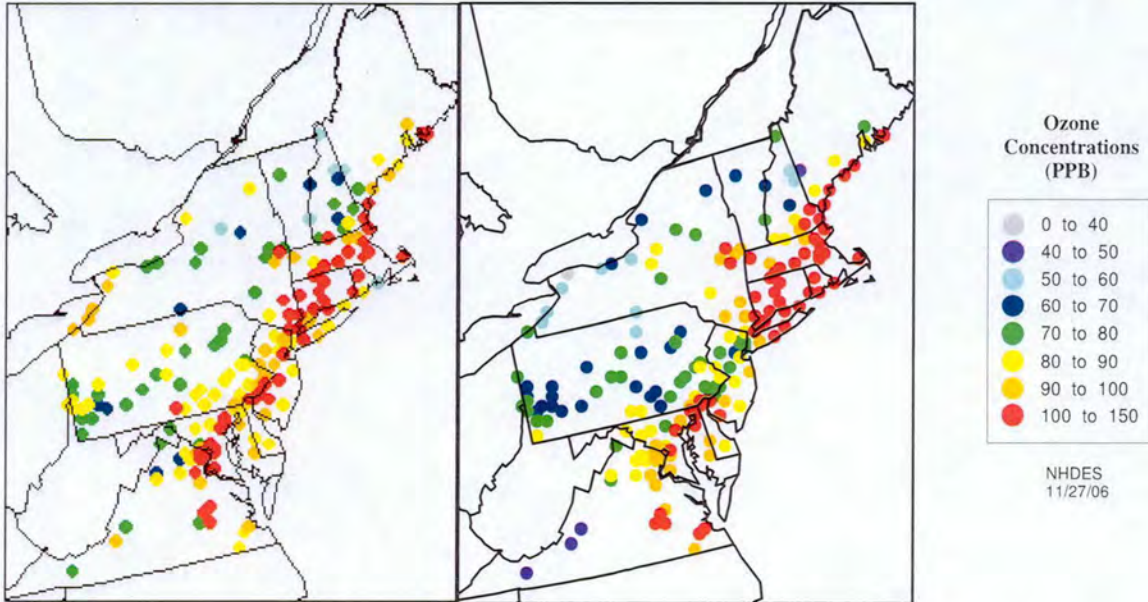 Ozone
Concentrations
(PPB)
0 to 40
40 to 50
50 to 60
60 to 70
70 to 80
80 to 90
90 to 100
100 to 150
NHDES
11/27/06